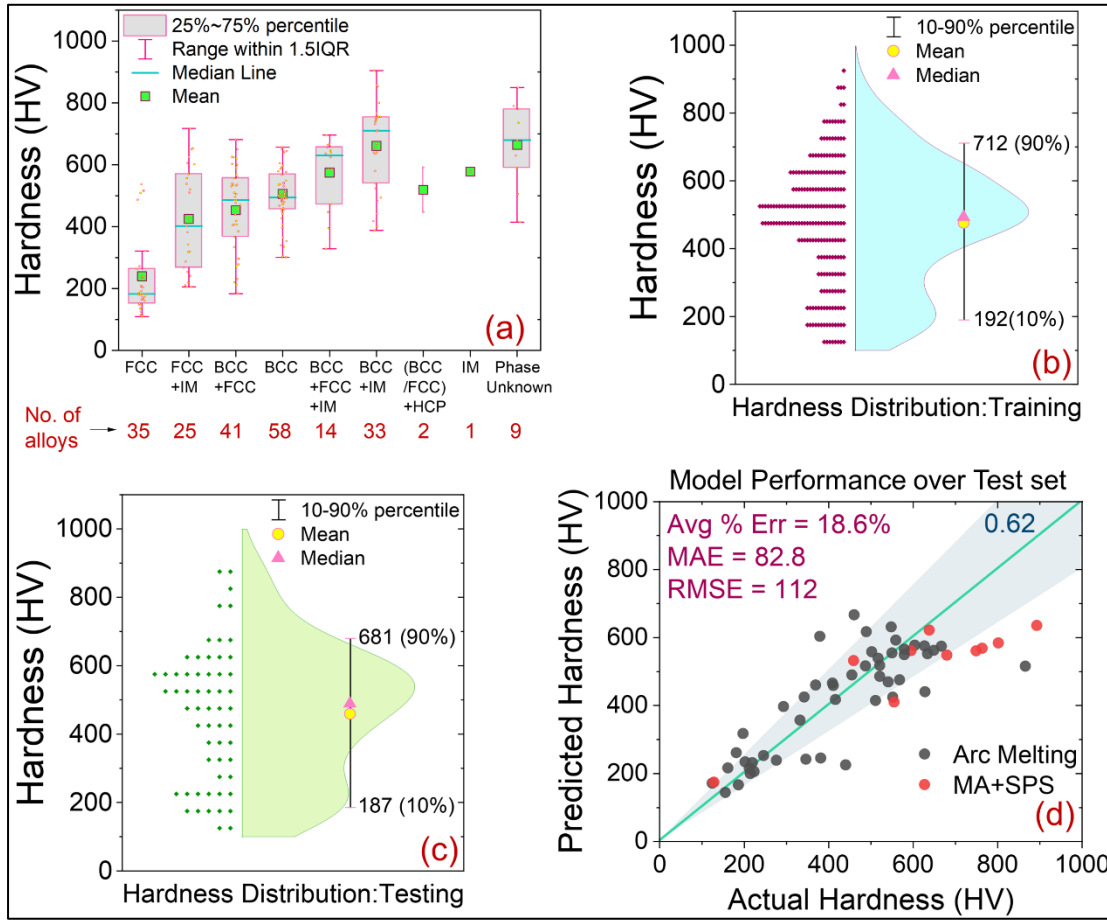 25%~75% percentile
Range within 1.5IQR
Median Line
Mean
Hardness (HV)
1000
800
600
400
200
0
(a)
FCC
FCC
+IM
BCC
+FCC
BCC
BCC
+FCC
+IM
BCC
+IM
(BCC
/FCC)
+HCP
IM
Phase
Unknown
No. of
alloys
35 25 41 58 14 33 2 1 9
10-90% percentile
Mean
Median
Hardness (HV)
1000
800
600
400
200
0
712 (90%)
192(10%)
(b)
Hardness Distribution:Training
10-90% percentile
Mean
Median
Hardness (HV)
1000
800
600
400
200
0
681 (90%)
187 (10%)
(c)
Hardness Distribution:Testing
Model Performance over Test set
Avg % Err = 18.6%
MAE = 82.8
RMSE = 112
0.62
Predicted Hardness (HV)
1000
800
600
400
200
0
Arc Melting
MA+SPS
(d)
0 200 400 600 800 1000
Actual Hardness (HV)